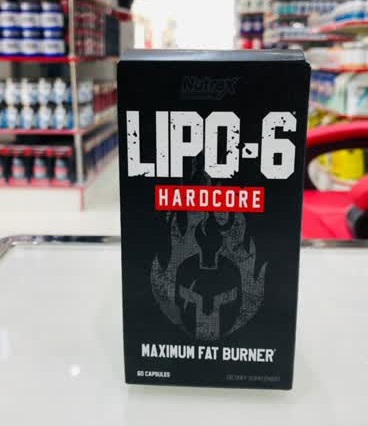 Nutrex
LIPO-6
HARDCORE
MAXIMUM FAT BURNER
60 CAPSULES
DIETARY SUPPLEMENT